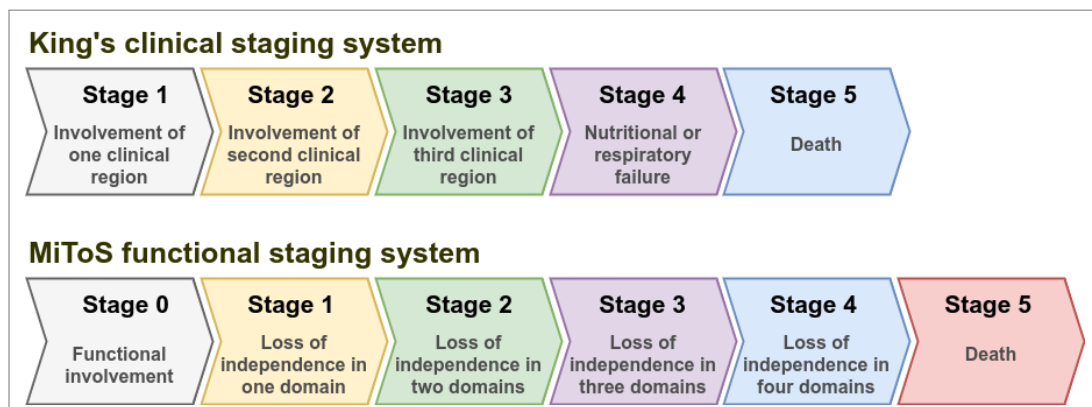 King's clinical staging system
Stage 1
Involvement of
one clinical
region
Stage 2
Involvement of
second clinical
region
Stage 3
Involvement of
third clinical
region
Stage 4
Nutritional or
respiratory
failure
Stage 5
Death
MiToS functional staging system
Stage 0
Functional
involvement
Stage 1
Loss of
independence in
one domain
Stage 2
Loss of
independence in
two domains
Stage 3
Loss of
independence in
three domains
Stage 4
Loss of
independence in
four domains
Stage 5
Death